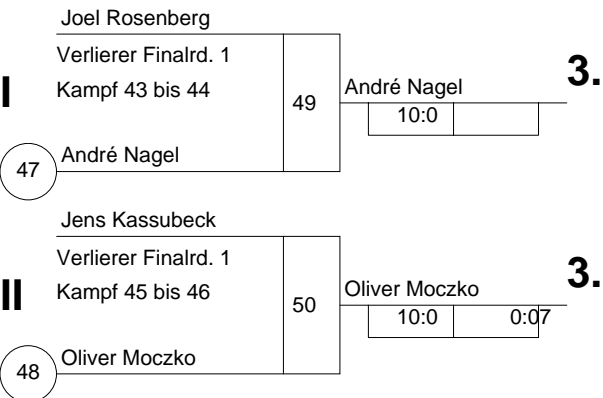 Joel Rosenberg
Verlierer Finalrd. 1
I
Kampf 43 bis 44
49
André Nagel
3.
10:0
47
André Nagel
Jens Kassubeck
Verlierer Finalrd. 1
II
Kampf 45 bis 46
50
Oliver Moczko
3.
10:0 0:07
48
Oliver Moczko